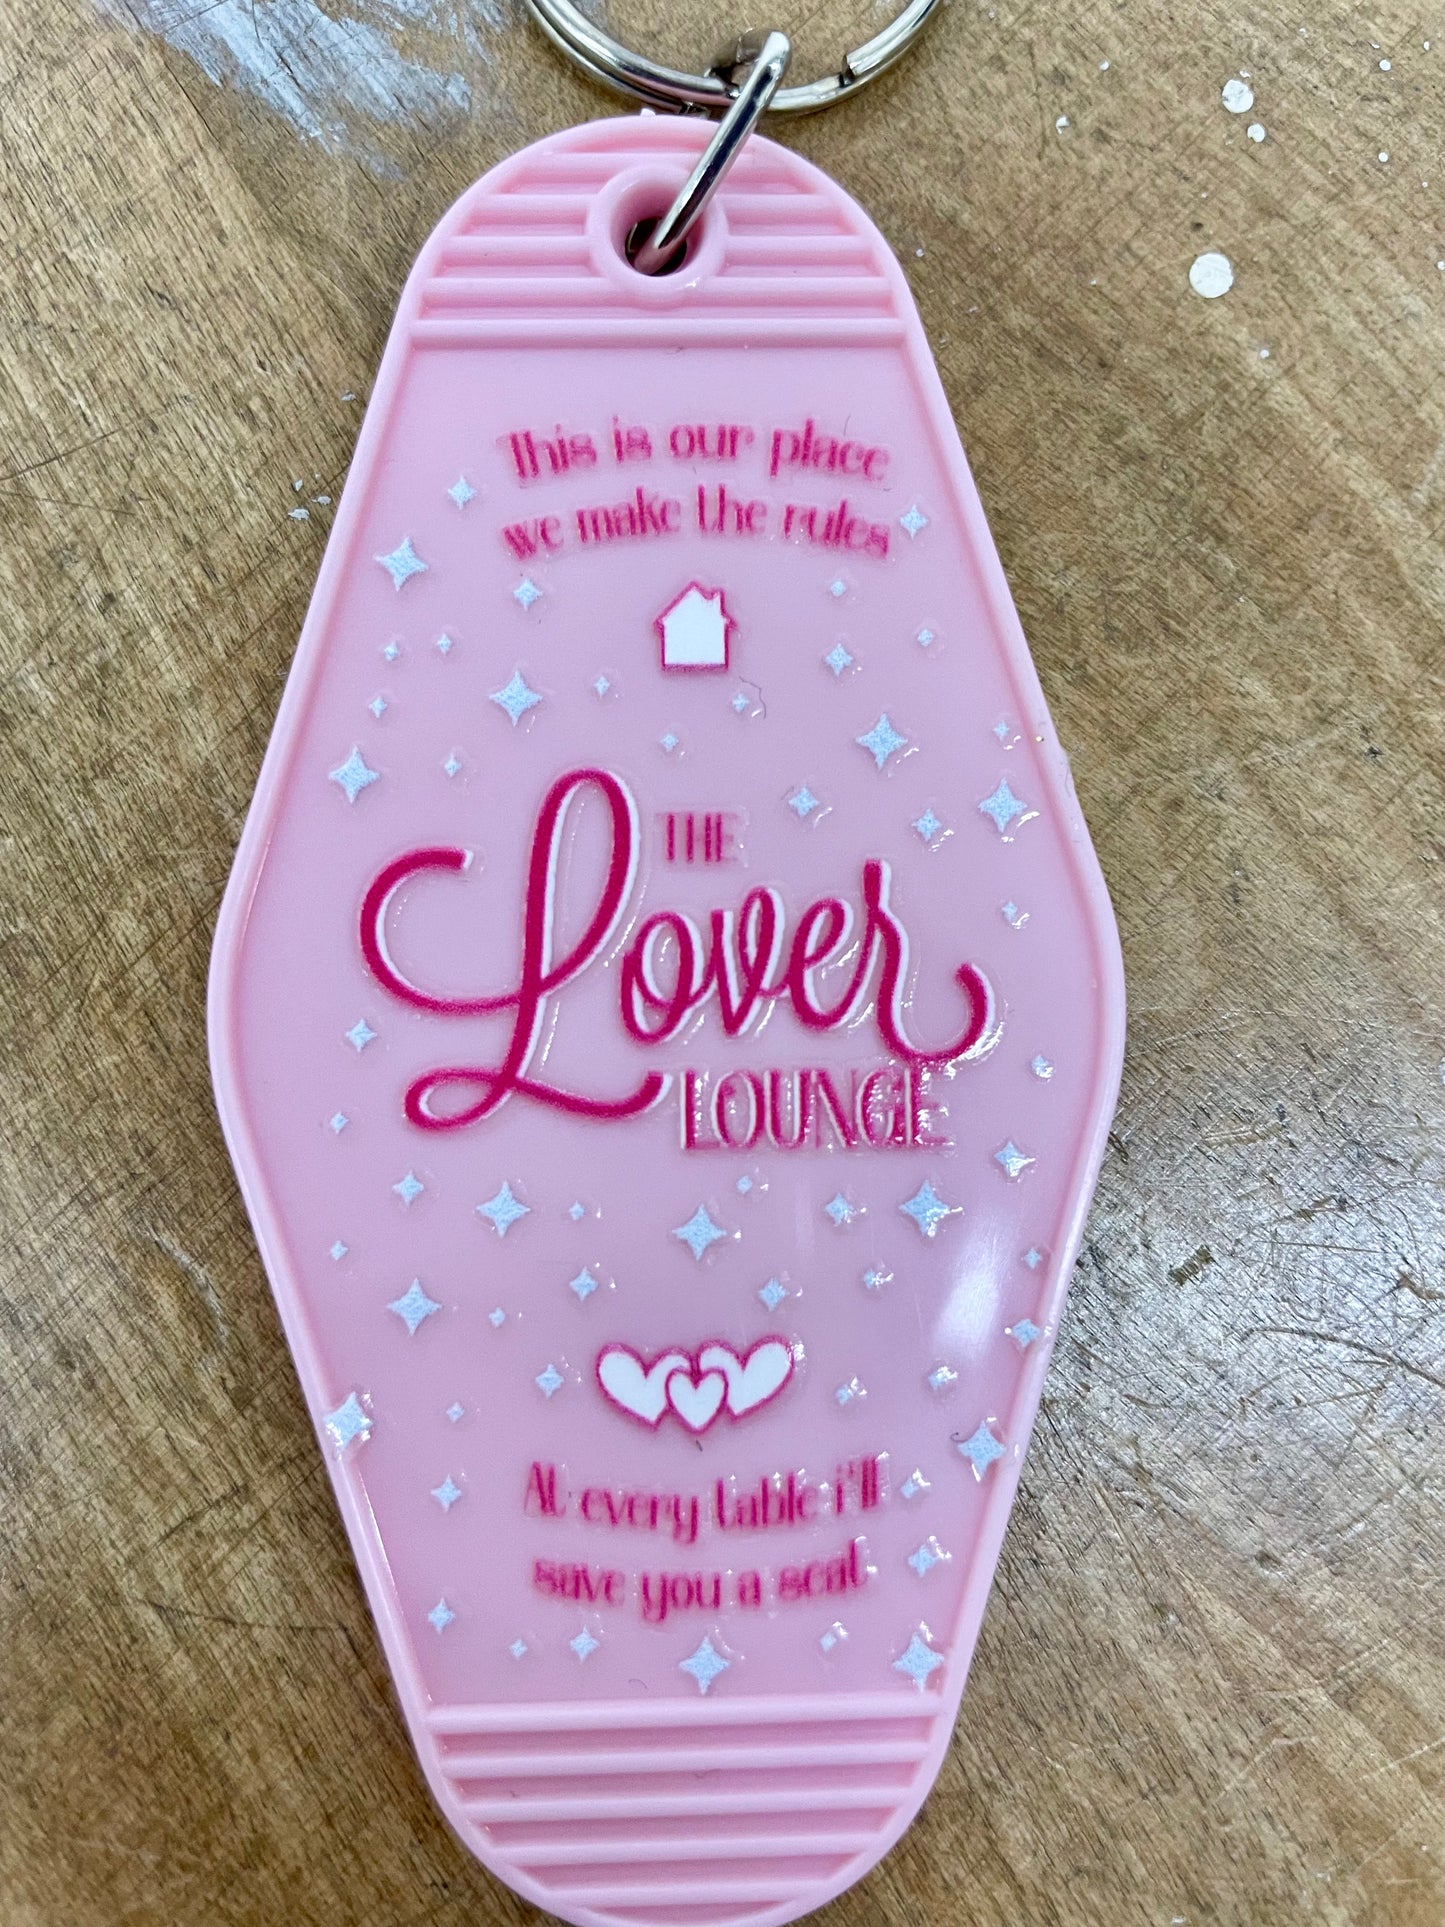 This is our place
we make the rules
THE
Lover
LOUNGE
At every table i'll
save you a seat